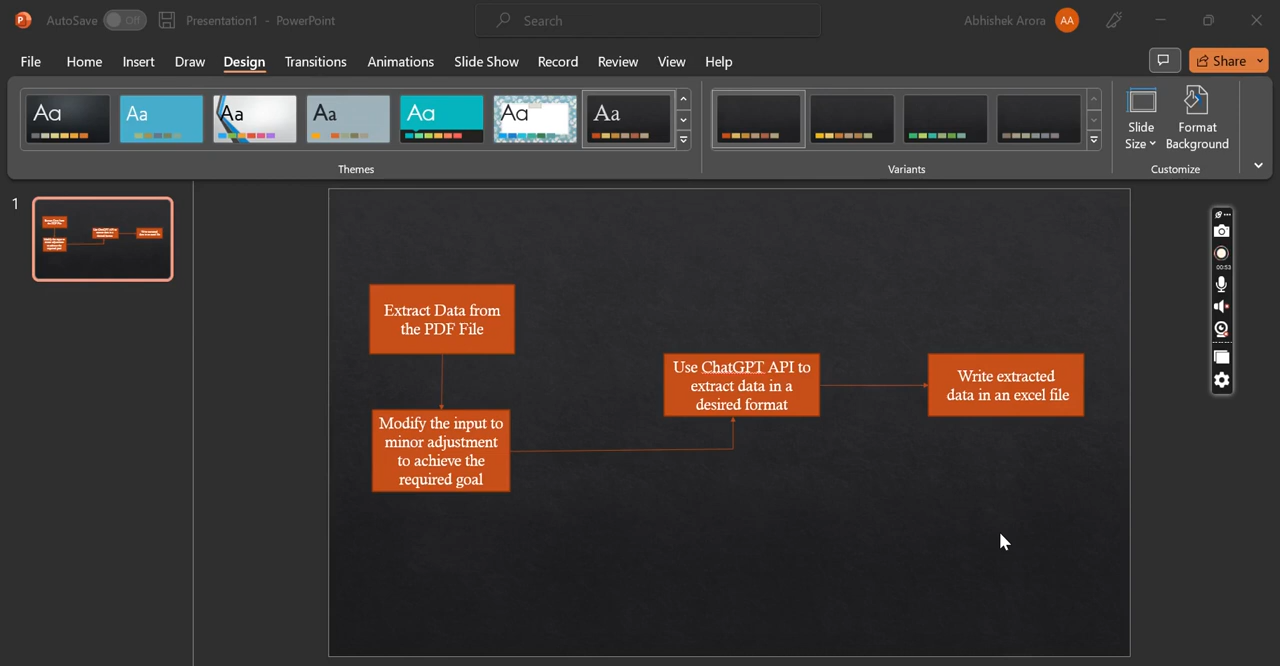 AutoSave Off Presentation1 - PowerPoint Search Abhishek Arora AA
File Home Insert Draw Design Transitions Animations Slide Show Record Review View Help Share
Aa Aa Aa Aa Aa Aa Aa
Slide
Size
Format
Background
Themes Variants Customize
1
Extract Data from
the PDF File
Modify the input to
minor adjustment
to achieve the
required goal
Use ChatGPT API to
extract data in a
desired format
Write extracted
data in an excel file
00:53